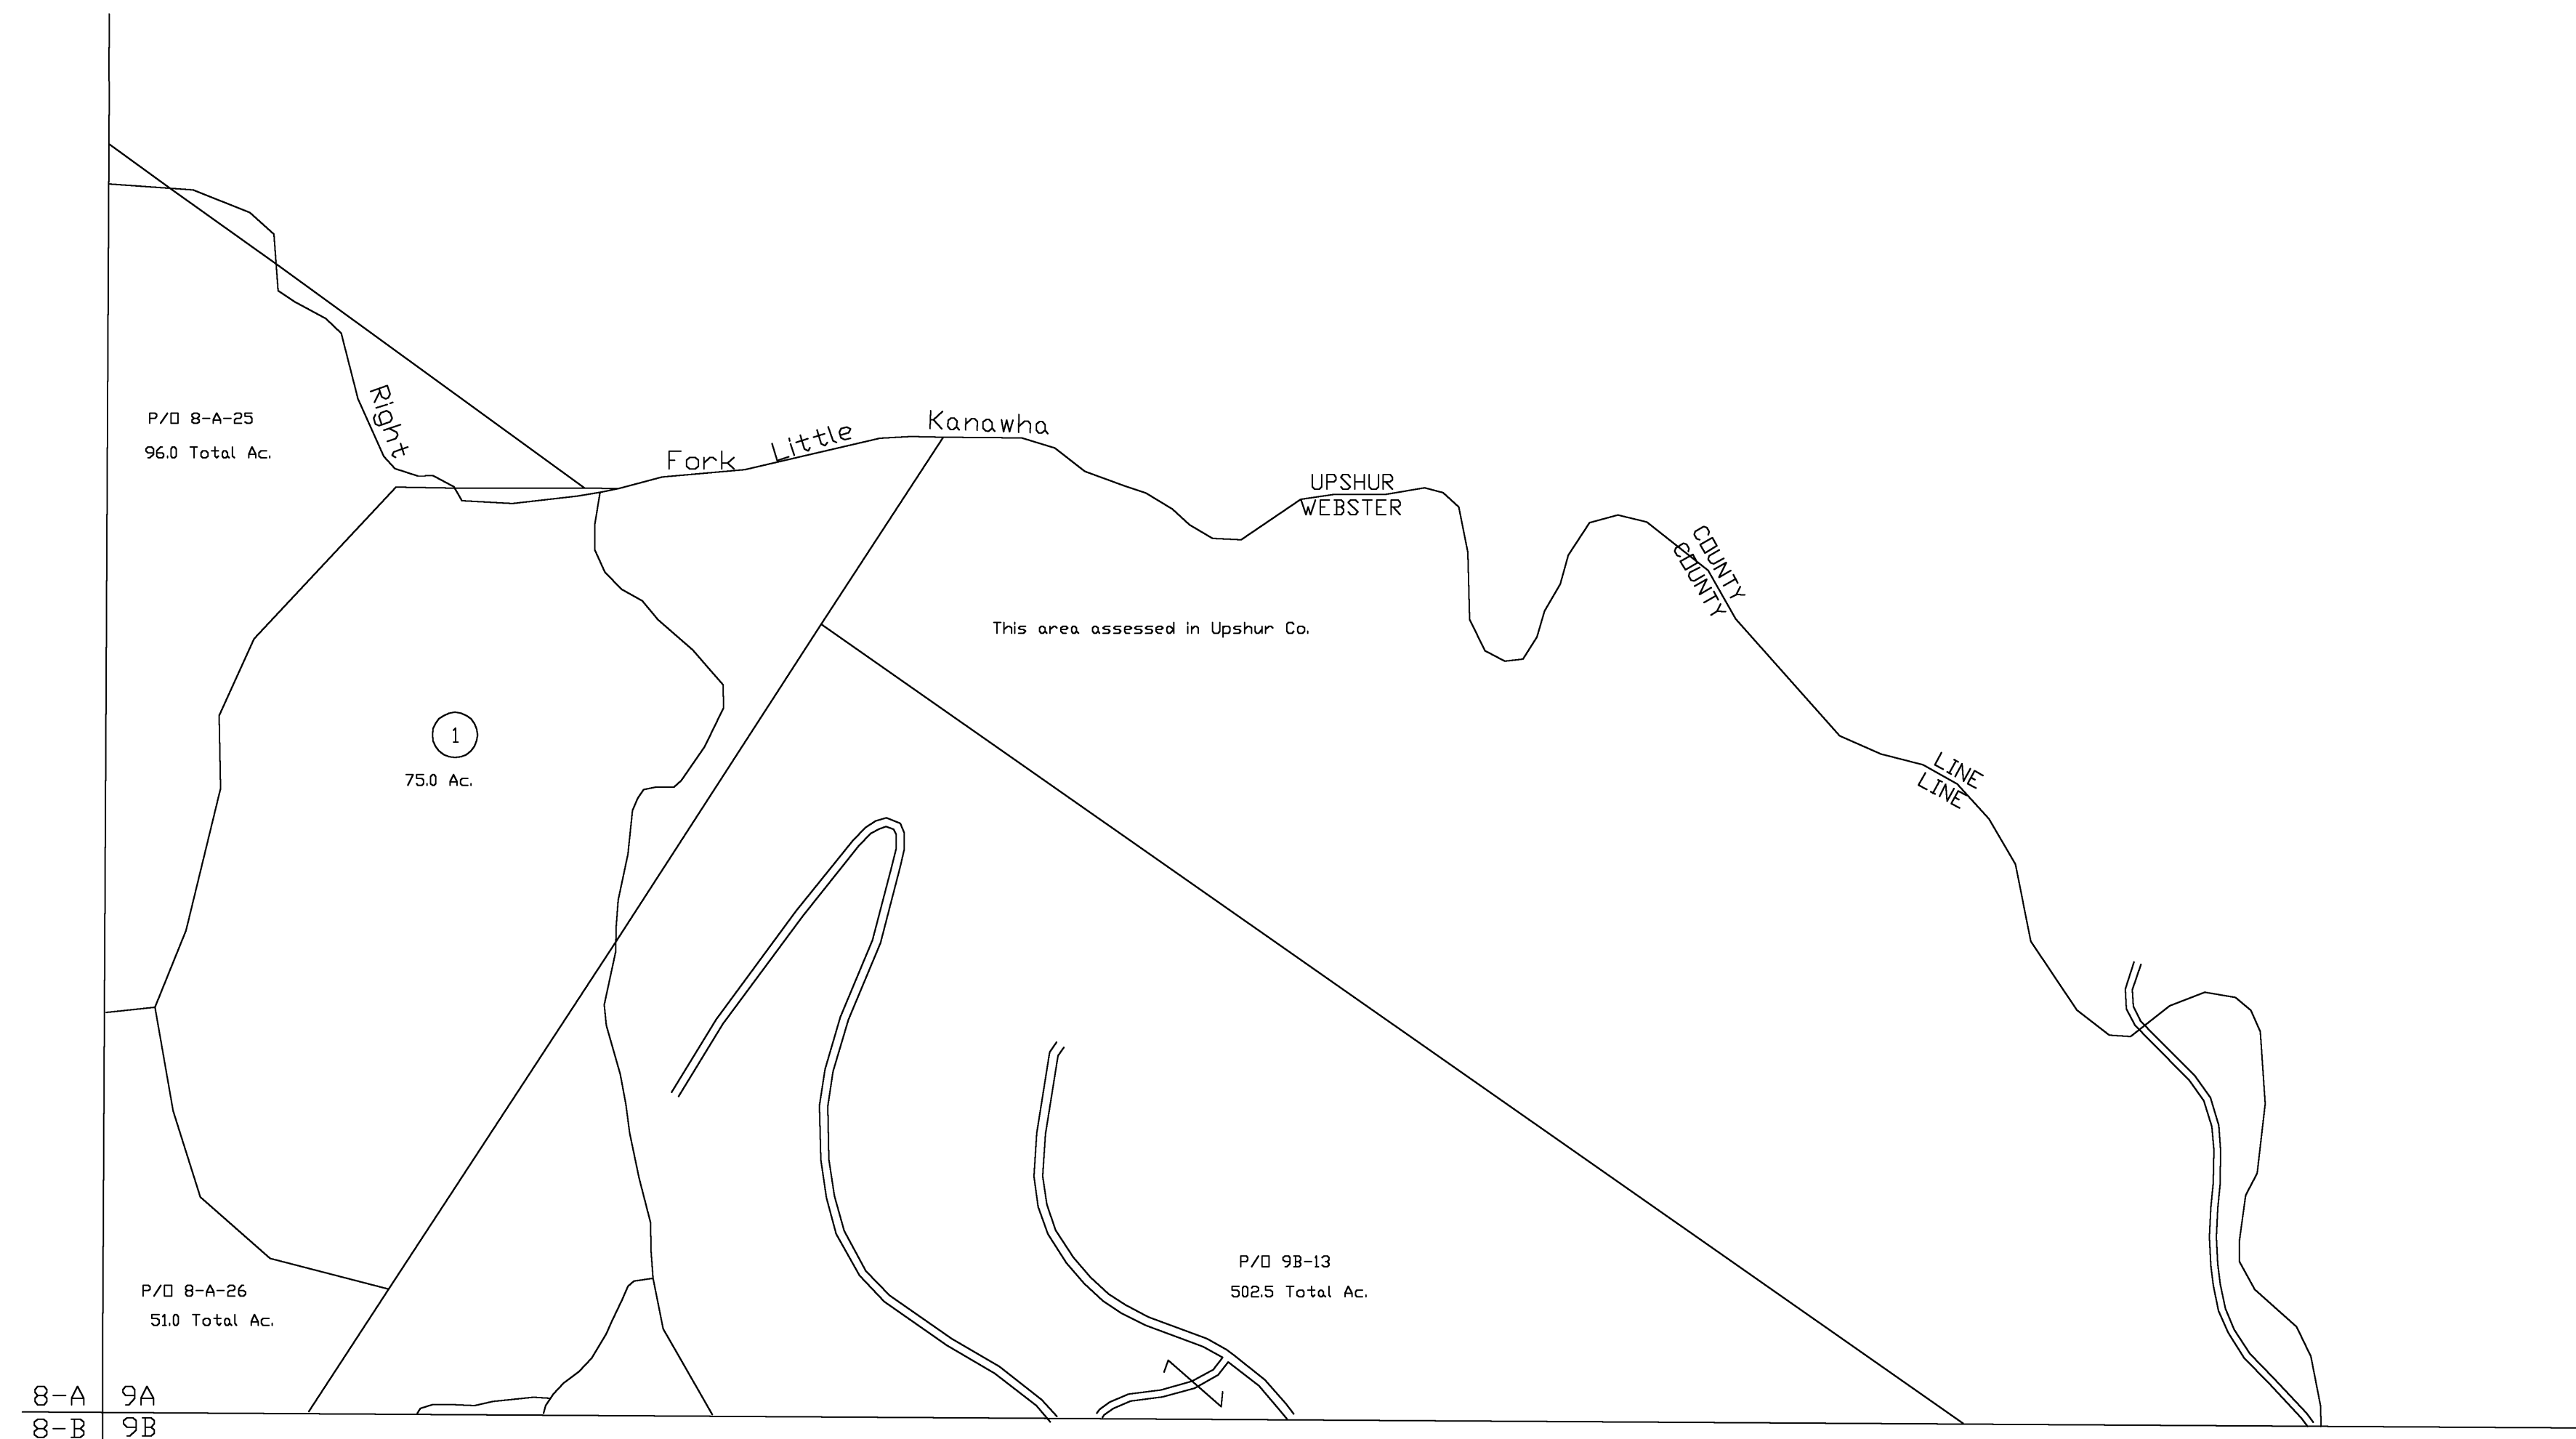 Right
P/O 8-A-25
96.0 Total Ac.
Fork Little Kanawha
UPSHUR
WEBSTER
COUNTY
COUNTY
This area assessed in Upshur Co.
1
75.0 Ac.
LINE
LINE
P/O 9B-13
502.5 Total Ac.
P/O 8-A-26
51.0 Total Ac.
8-A 9A
8-B 9B